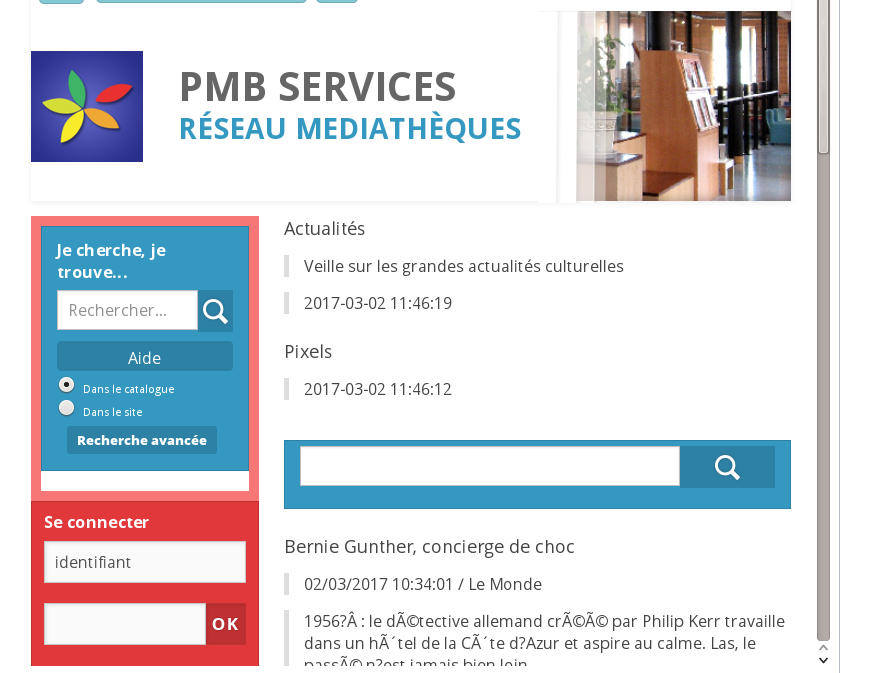 PMB SERVICES
RÉSEAU MEDIATHÈQUES
Je cherche, je
trouve...
Rechercher...
Aide
Dans le catalogue
Dans le site
Recherche avancée
Se connecter
identifiant
OK
Actualités
Veille sur les grandes actualités culturelles
2017-03-02 11:46:19
Pixels
2017-03-02 11:46:12
Bernie Gunther, concierge de choc
02/03/2017 10:34:01 / Le Monde
1956?Â : le dÃ©tective allemand crÃ©Ã© par Philip Kerr travaille
dans un hÃ´tel de la CÃ´te d?Azur et aspire au calme. Las, le
passÃ© n?est jamais bien loin